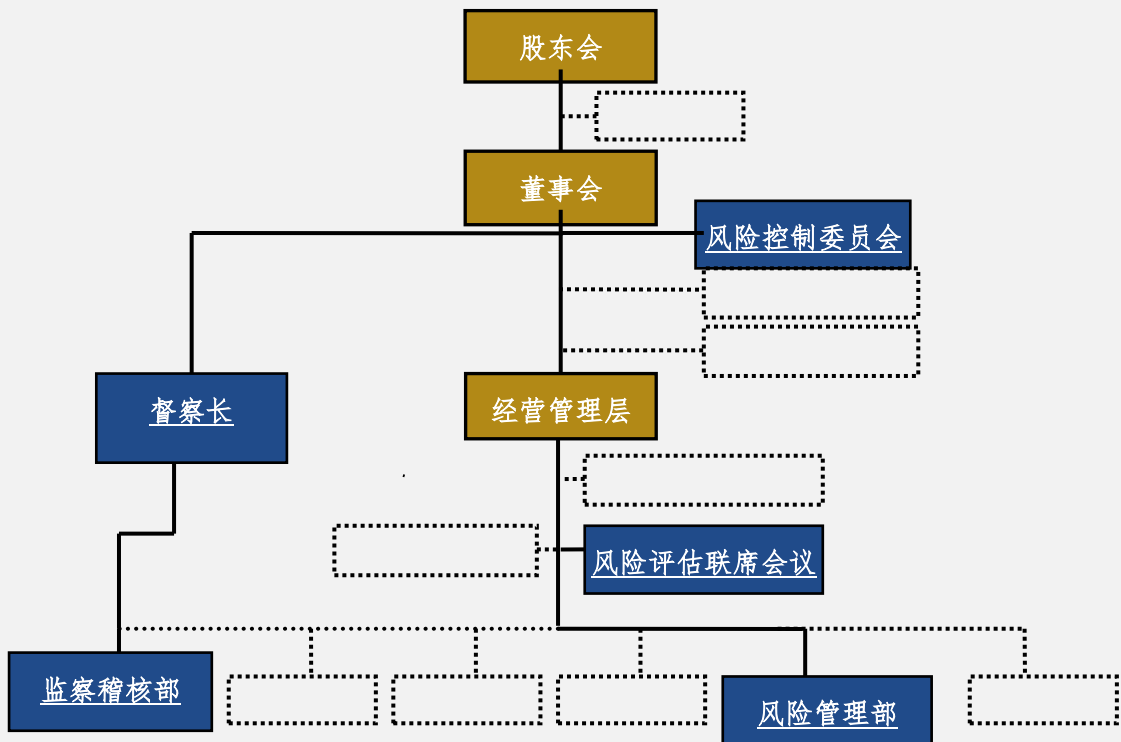 股东会
董事会
风险控制委员会
督察长
经营管理层
风险评估联席会议
监察稽核部
风险管理部